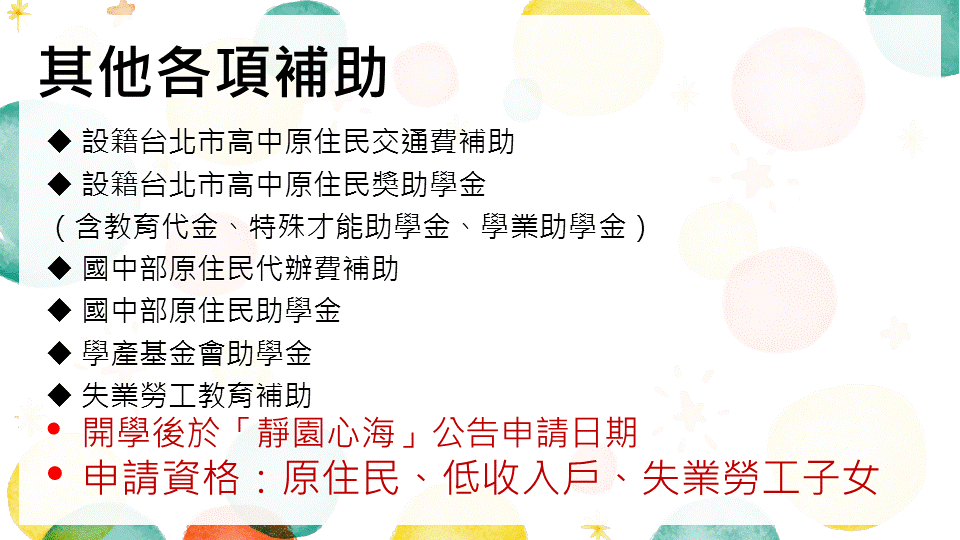 其他各項補助
◆ 設籍台北市高中原住民交通費補助
◆ 設籍台北市高中原住民獎助學金
（含教育代金、特殊才能助學金、學業助學金）
◆ 國中部原住民代辦費補助
◆ 國中部原住民助學金
◆ 學產基金會助學金
◆ 失業勞工教育補助
• 開學後於「靜園心海」公告申請日期
• 申請資格：原住民、低收入戶、失業勞工子女